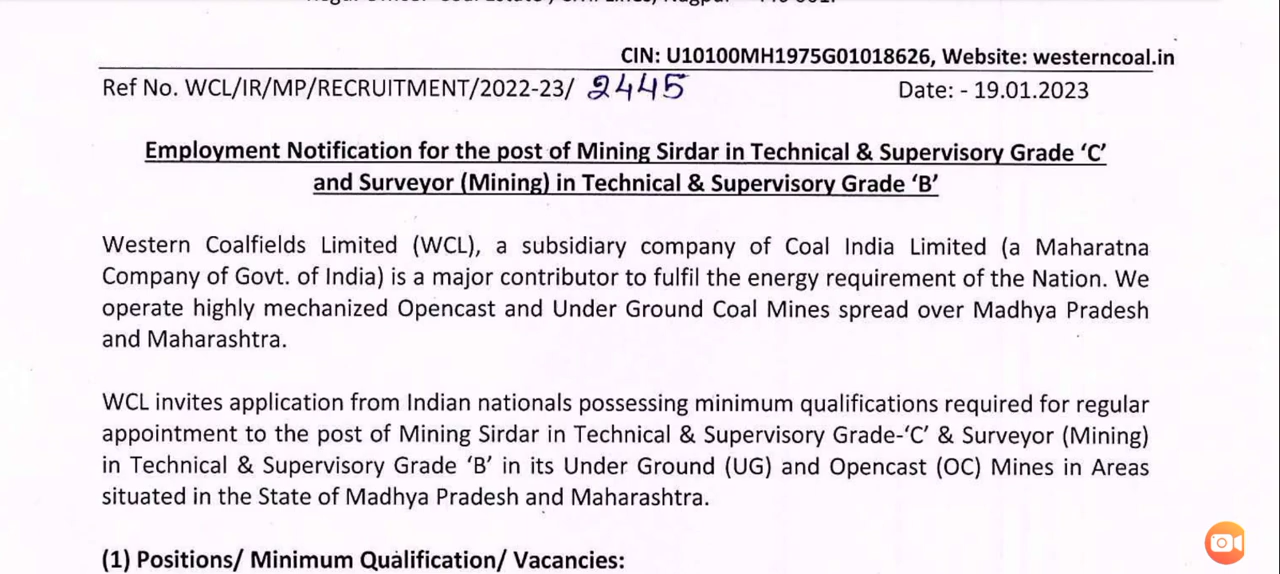 CIN: U10100MH1975G01018626, Website: westerncoal.in
Ref No. WCL/IR/MP/RECRUITMENT/2022-23/ 2445 Date: - 19.01.2023
Employment Notification for the post of Mining Sirdar in Technical & Supervisory Grade ‘C’
and Surveyor (Mining) in Technical & Supervisory Grade ‘B’
Western Coalfields Limited (WCL), a subsidiary company of Coal India Limited (a Maharatna
Company of Govt. of India) is a major contributor to fulfil the energy requirement of the Nation. We
operate highly mechanized Opencast and Under Ground Coal Mines spread over Madhya Pradesh
and Maharashtra.
WCL invites application from Indian nationals possessing minimum qualifications required for regular
appointment to the post of Mining Sirdar in Technical & Supervisory Grade-‘C’ & Surveyor (Mining)
in Technical & Supervisory Grade ‘B’ in its Under Ground (UG) and Opencast (OC) Mines in Areas
situated in the State of Madhya Pradesh and Maharashtra.
(1) Positions/ Minimum Qualification/ Vacancies: